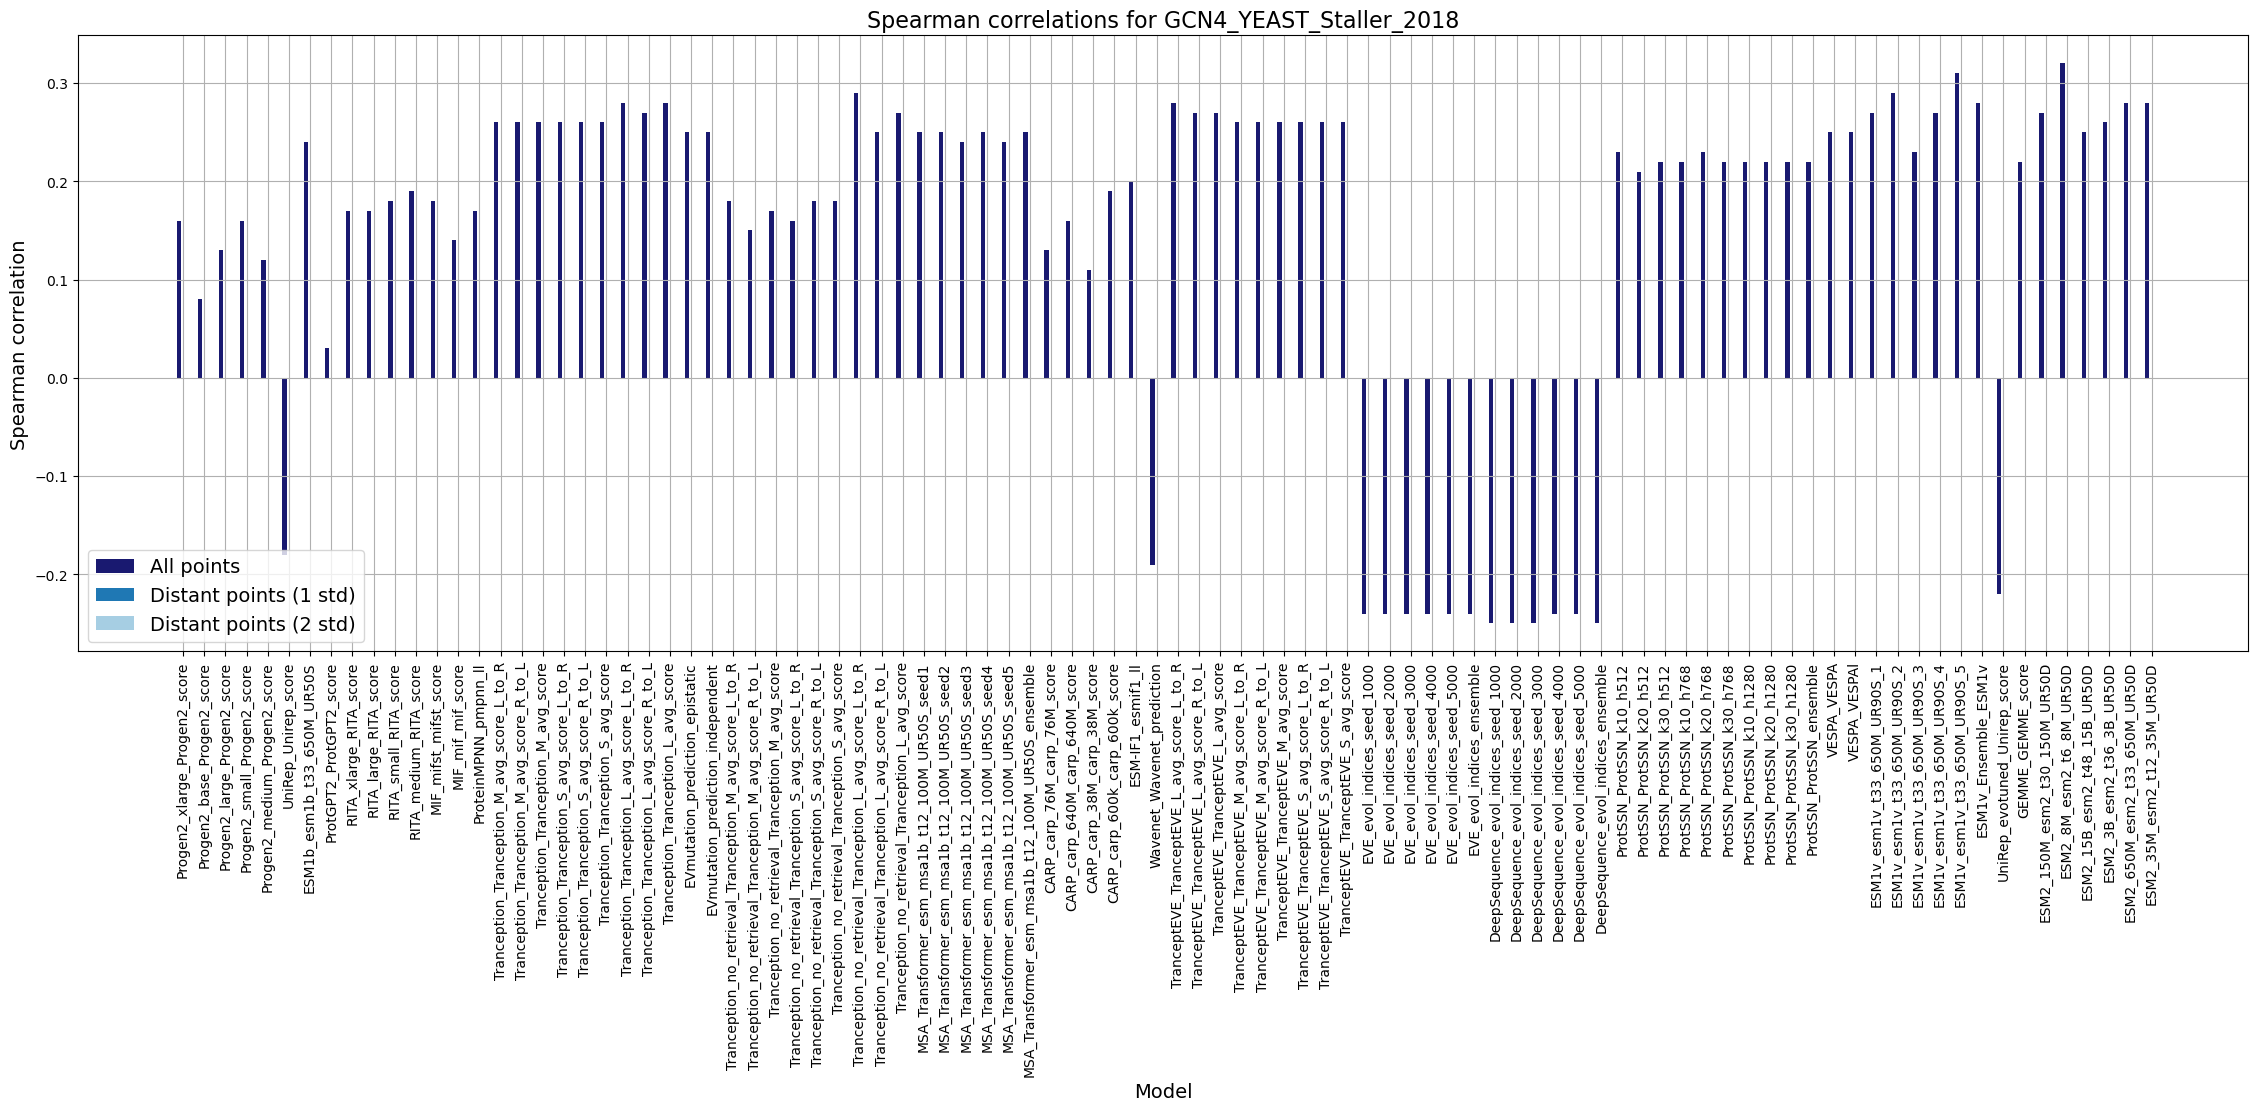 Spearman correlations for GCN4_YEAST_Staller_2018
Spearman correlation
0.3
0.2
0.1
0.0
−0.1
−0.2
All points
Distant points (1 std)
Distant points (2 std)
Progen2_xlarge_Progen2_score
Progen2_base_Progen2_score
Progen2_large_Progen2_score
Progen2_small_Progen2_score
Progen2_medium_Progen2_score
UniRep_Unirep_score
ESM1b_esm1b_t33_650M_UR50S
ProtGPT2_ProtGPT2_score
RITA_xlarge_RITA_score
RITA_large_RITA_score
RITA_small_RITA_score
RITA_medium_RITA_score
MIF_mifst_mifst_score
MIF_mif_mif_score
ProteinMPNN_pmpnn_ll
Tranception_Tranception_M_avg_score_L_to_R
Tranception_Tranception_M_avg_score_R_to_L
Tranception_Tranception_M_avg_score
Tranception_Tranception_S_avg_score_L_to_R
Tranception_Tranception_S_avg_score_R_to_L
Tranception_Tranception_S_avg_score
Tranception_Tranception_L_avg_score_L_to_R
Tranception_Tranception_L_avg_score_R_to_L
Tranception_Tranception_L_avg_score
EVmutation_prediction_epistatic
EVmutation_prediction_independent
Tranception_no_retrieval_Tranception_M_avg_score_L_to_R
Tranception_no_retrieval_Tranception_M_avg_score_R_to_L
Tranception_no_retrieval_Tranception_M_avg_score
Tranception_no_retrieval_Tranception_S_avg_score_L_to_R
Tranception_no_retrieval_Tranception_S_avg_score_R_to_L
Tranception_no_retrieval_Tranception_S_avg_score
Tranception_no_retrieval_Tranception_L_avg_score_L_to_R
Tranception_no_retrieval_Tranception_L_avg_score_R_to_L
Tranception_no_retrieval_Tranception_L_avg_score
MSA_Transformer_esm_msa1b_t12_100M_UR50S_seed1
MSA_Transformer_esm_msa1b_t12_100M_UR50S_seed2
MSA_Transformer_esm_msa1b_t12_100M_UR50S_seed3
MSA_Transformer_esm_msa1b_t12_100M_UR50S_seed4
MSA_Transformer_esm_msa1b_t12_100M_UR50S_seed5
MSA_Transformer_esm_msa1b_t12_100M_UR50S_ensemble
CARP_carp_76M_carp_76M_score
CARP_carp_640M_carp_640M_score
CARP_carp_38M_carp_38M_score
CARP_carp_600k_carp_600k_score
ESM-IF1_esmif1_ll
Wavenet_Wavenet_prediction
TranceptEVE_TranceptEVE_L_avg_score_L_to_R
TranceptEVE_TranceptEVE_L_avg_score_R_to_L
TranceptEVE_TranceptEVE_L_avg_score
TranceptEVE_TranceptEVE_M_avg_score_L_to_R
TranceptEVE_TranceptEVE_M_avg_score_R_to_L
TranceptEVE_TranceptEVE_M_avg_score
TranceptEVE_TranceptEVE_S_avg_score_L_to_R
TranceptEVE_TranceptEVE_S_avg_score_R_to_L
TranceptEVE_TranceptEVE_S_avg_score
EVE_evol_indices_seed_1000
EVE_evol_indices_seed_2000
EVE_evol_indices_seed_3000
EVE_evol_indices_seed_4000
EVE_evol_indices_seed_5000
EVE_evol_indices_ensemble
DeepSequence_evol_indices_seed_1000
DeepSequence_evol_indices_seed_2000
DeepSequence_evol_indices_seed_3000
DeepSequence_evol_indices_seed_4000
DeepSequence_evol_indices_seed_5000
DeepSequence_evol_indices_ensemble
ProtSSN_ProtSSN_k10_h512
ProtSSN_ProtSSN_k20_h512
ProtSSN_ProtSSN_k30_h512
ProtSSN_ProtSSN_k10_h768
ProtSSN_ProtSSN_k20_h768
ProtSSN_ProtSSN_k30_h768
ProtSSN_ProtSSN_k10_h1280
ProtSSN_ProtSSN_k20_h1280
ProtSSN_ProtSSN_k30_h1280
ProtSSN_ProtSSN_ensemble
VESPA_VESPA
VESPA_VESPAl
ESM1v_esm1v_t33_650M_UR90S_1
ESM1v_esm1v_t33_650M_UR90S_2
ESM1v_esm1v_t33_650M_UR90S_3
ESM1v_esm1v_t33_650M_UR90S_4
ESM1v_esm1v_t33_650M_UR90S_5
ESM1v_Ensemble_ESM1v
UniRep_evotuned_Unirep_score
GEMME_GEMME_score
ESM2_150M_esm2_t30_150M_UR50D
ESM2_8M_esm2_t6_8M_UR50D
ESM2_15B_esm2_t48_15B_UR50D
ESM2_3B_esm2_t36_3B_UR50D
ESM2_650M_esm2_t33_650M_UR50D
ESM2_35M_esm2_t12_35M_UR50D
Model